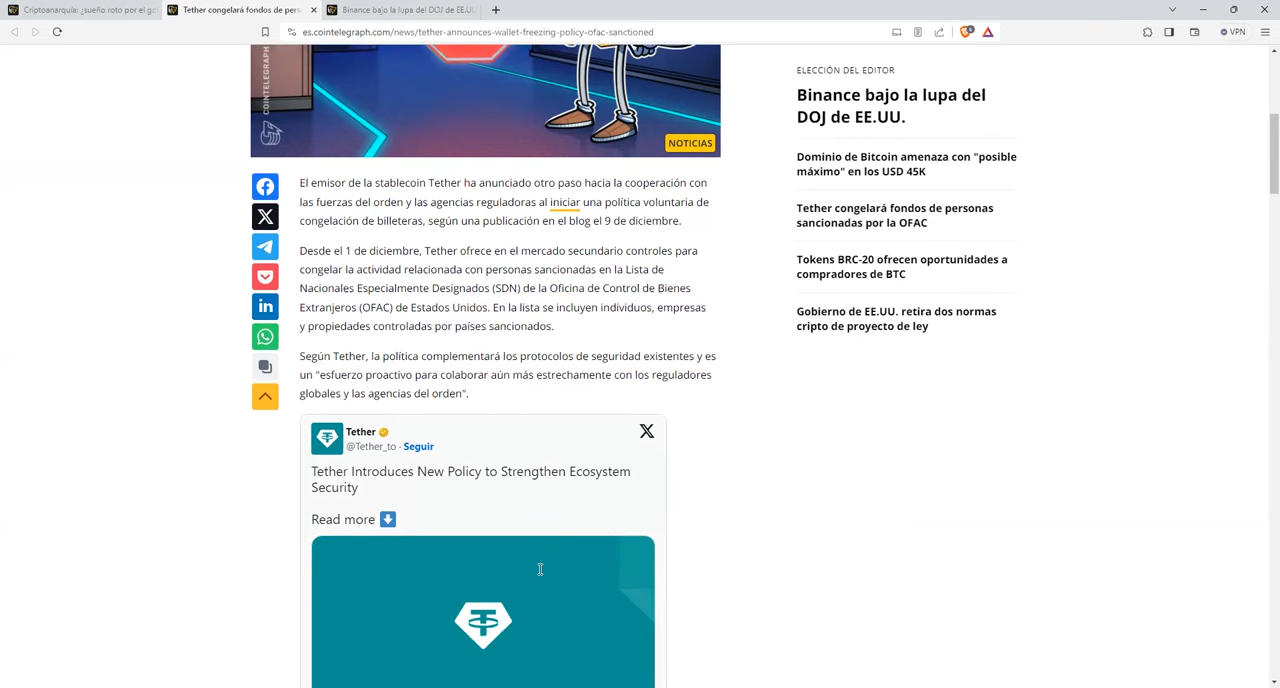 Criptoanarquía: ¿sueño roto por el go
Tether congelará fondos de pers
Binance bajo la lupa del DOJ de EE.UU.
es.cointelegraph.com/news/tether-announces-wallet-freezing-policy-ofac-sanctioned
VPN
COINTELEGRAPH
NOTICIAS
El emisor de la stablecoin Tether ha anunciado otro paso hacia la cooperación con
las fuerzas del orden y las agencias reguladoras al iniciar una política voluntaria de
congelación de billeteras, según una publicación en el blog el 9 de diciembre.
Desde el 1 de diciembre, Tether ofrece en el mercado secundario controles para
congelar la actividad relacionada con personas sancionadas en la Lista de
Nacionales Especialmente Designados (SDN) de la Oficina de Control de Bienes
Extranjeros (OFAC) de Estados Unidos. En la lista se incluyen individuos, empresas
y propiedades controladas por países sancionados.
Según Tether, la política complementará los protocolos de seguridad existentes y es
un "esfuerzo proactivo para colaborar aún más estrechamente con los reguladores
globales y las agencias del orden".
Tether
@Tether_to · Seguir
Tether Introduces New Policy to Strengthen Ecosystem
Security
Read more
ELECCIÓN DEL EDITOR
Binance bajo la lupa del
DOJ de EE.UU.
Dominio de Bitcoin amenaza con "posible
máximo" en los USD 45K
Tether congelará fondos de personas
sancionadas por la OFAC
Tokens BRC-20 ofrecen oportunidades a
compradores de BTC
Gobierno de EE.UU. retira dos normas
cripto de proyecto de ley